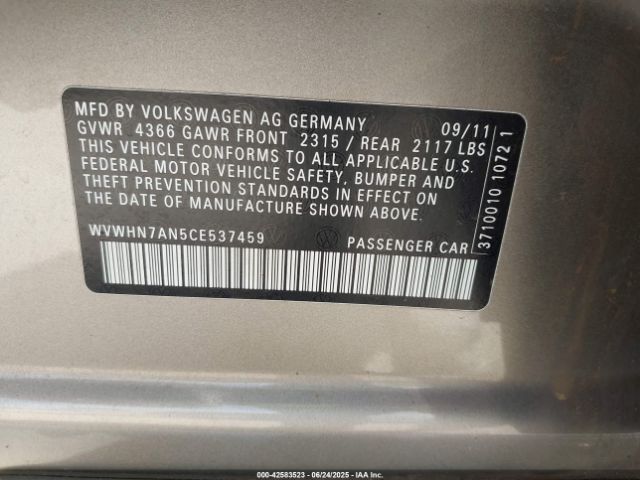 MFD BY VOLKSWAGEN AG GERMANY 09/11
GVWR 4366 GAWR FRONT 2315 / REAR 2117 LBS
THIS VEHICLE CONFORMS TO ALL APPLICABLE U.S.
FEDERAL MOTOR VEHICLE SAFETY, BUMPER AND
THEFT PREVENTION STANDARDS IN EFFECT ON
DATE OF MANUFACTURE SHOWN ABOVE.
WVWHN7AN5CE537459 PASSENGER CAR
3710010 1072 1
000-42583523 - 06/24/2025 - IAA Inc.